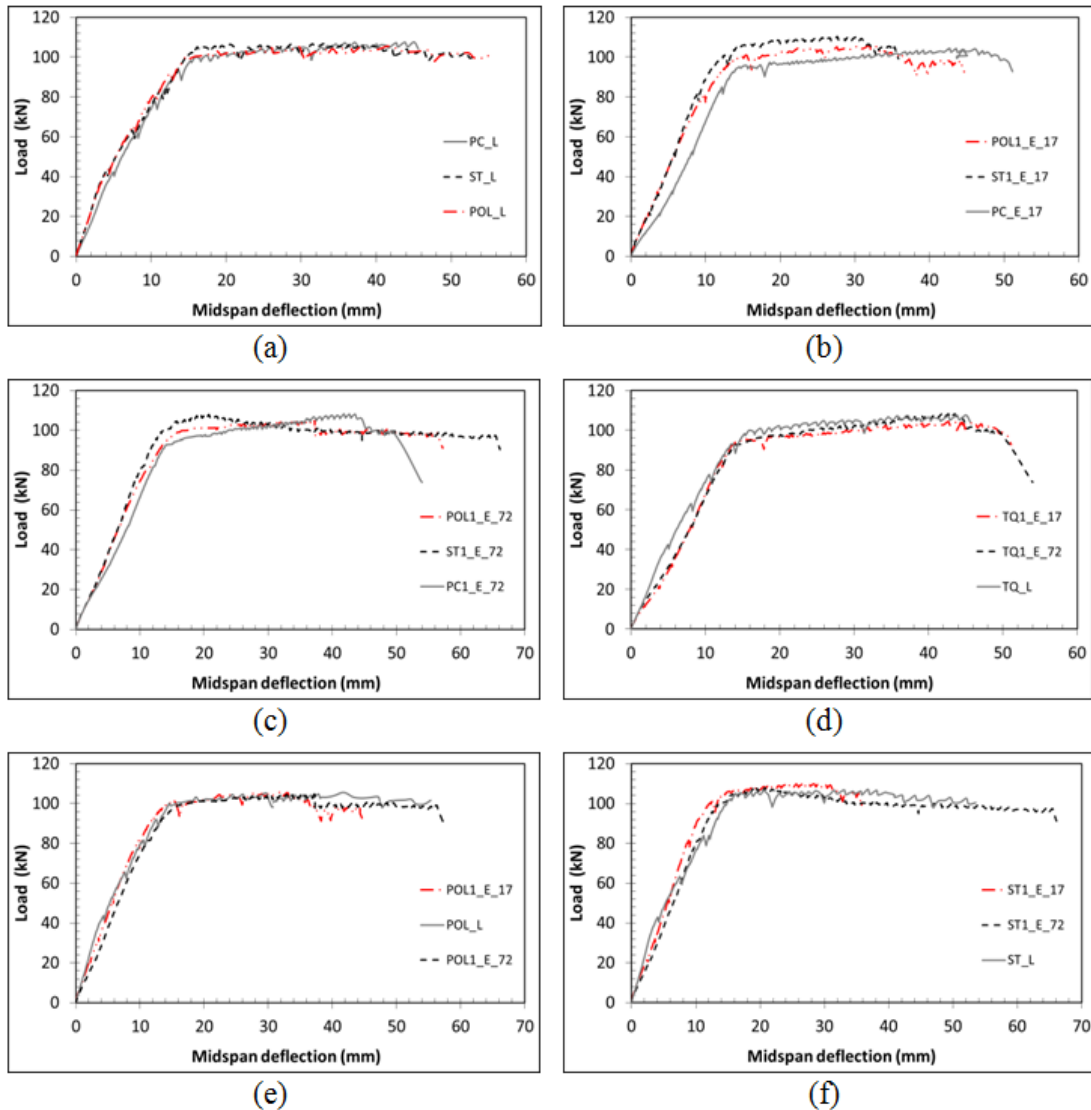 120
100
80
60
40
20
0
Load (kN)
PC_L
ST_L
POL_L
0 10 20 30 40 50 60
Midspan deflection (mm)
(a)
120
100
80
60
40
20
0
Load (kN)
POL1_E_17
ST1_E_17
PC_E_17
0 10 20 30 40 50 60
Midspan deflection (mm)
(b)
120
100
80
60
40
20
0
Load (kN)
POL1_E_72
ST1_E_72
PC1_E_72
0 10 20 30 40 50 60 70
Midspan deflection (mm)
(c)
120
100
80
60
40
20
0
Load (kN)
TQ1_E_17
TQ1_E_72
TQ_L
0 10 20 30 40 50 60
Midspan deflection (mm)
(d)
120
100
80
60
40
20
0
Load (kN)
POL1_E_17
POL_L
POL1_E_72
0 10 20 30 40 50 60 70
Midspan deflection (mm)
(e)
120
100
80
60
40
20
0
Load (kN)
ST1_E_17
ST1_E_72
ST_L
0 10 20 30 40 50 60 70
Midspan deflection (mm)
(f)